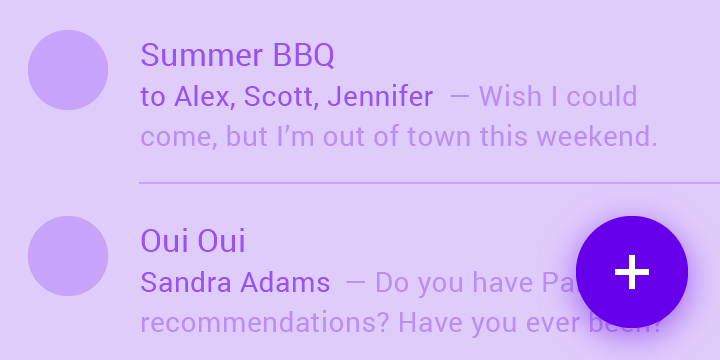 Summer BBQ
to Alex, Scott, Jennifer — Wish I could
come, but I’m out of town this weekend.
Oui Oui
Sandra Adams — Do you have Pa
recommendations? Have you ever been?